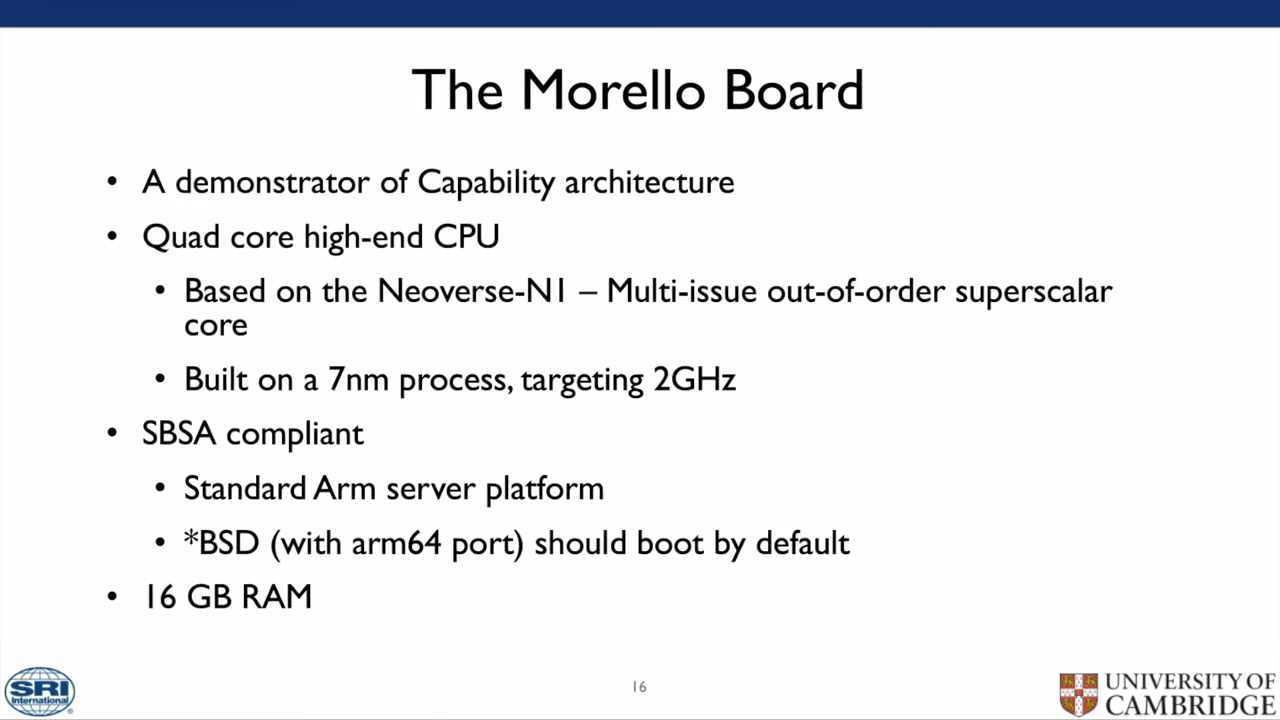 The Morello Board
• A demonstrator of Capability architecture
• Quad core high-end CPU
• Based on the Neoverse-N1 – Multi-issue out-of-order superscalar
core
• Built on a 7nm process, targeting 2GHz
• SBSA compliant
• Standard Arm server platform
• *BSD (with arm64 port) should boot by default
• 16 GB RAM
SRI
International®
16
UNIVERSITY OF
CAMBRIDGE